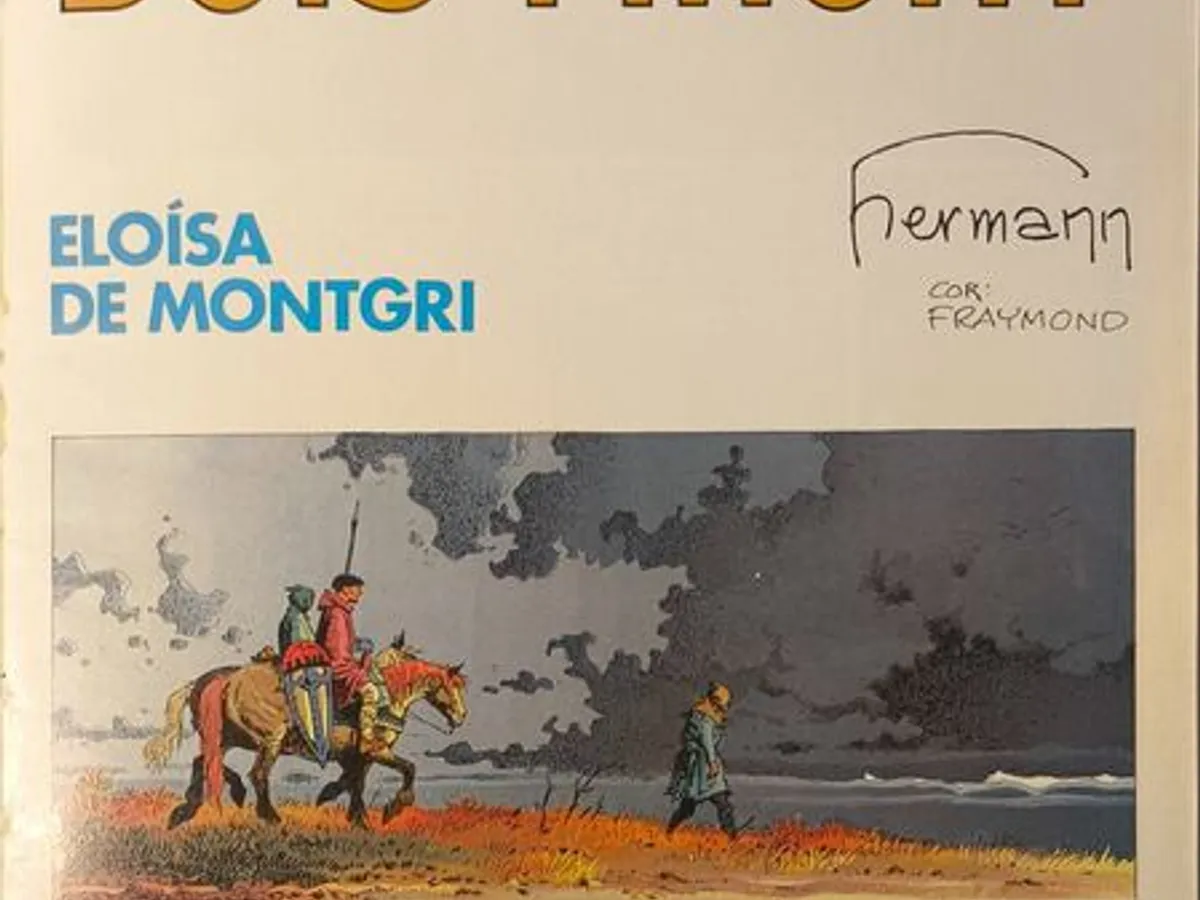 ELOÍSA
DE MONTGRI
hermann
COR:
FRAYMOND